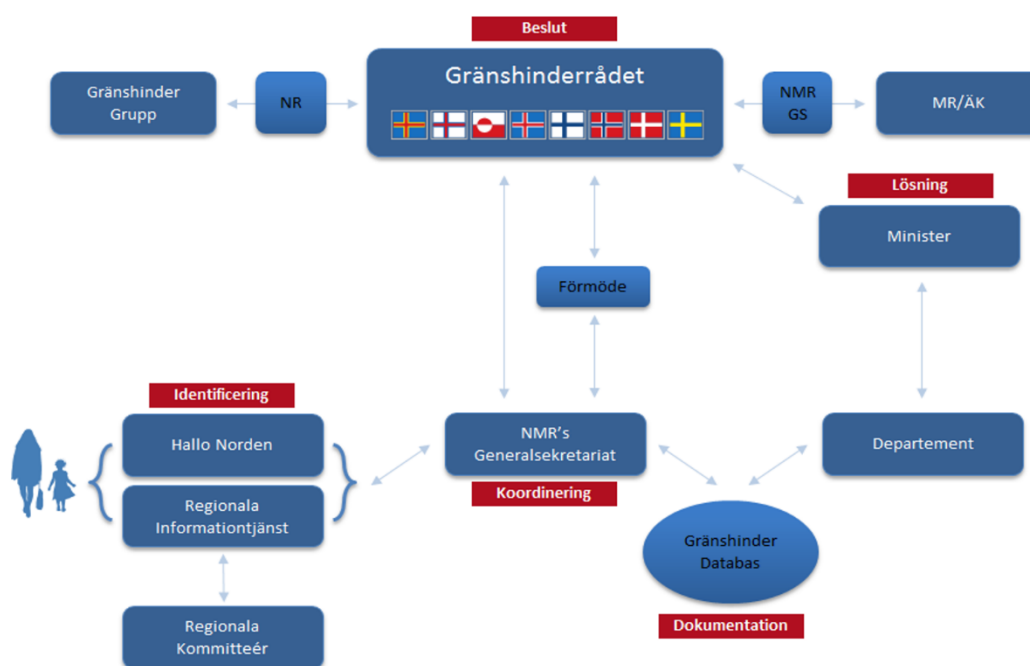 Beslut
Gränshinderrådet
Gränshinder
Grupp
NR
NMR
GS
MR/ÄK
Lösning
Minister
Förmöde
Identificering
Hallo Norden
Regionala
Informationtjänst
NMR's
Generalsekretariat
Koordinering
Departement
Gränshinder
Databas
Dokumentation
Regionala
Kommitteér